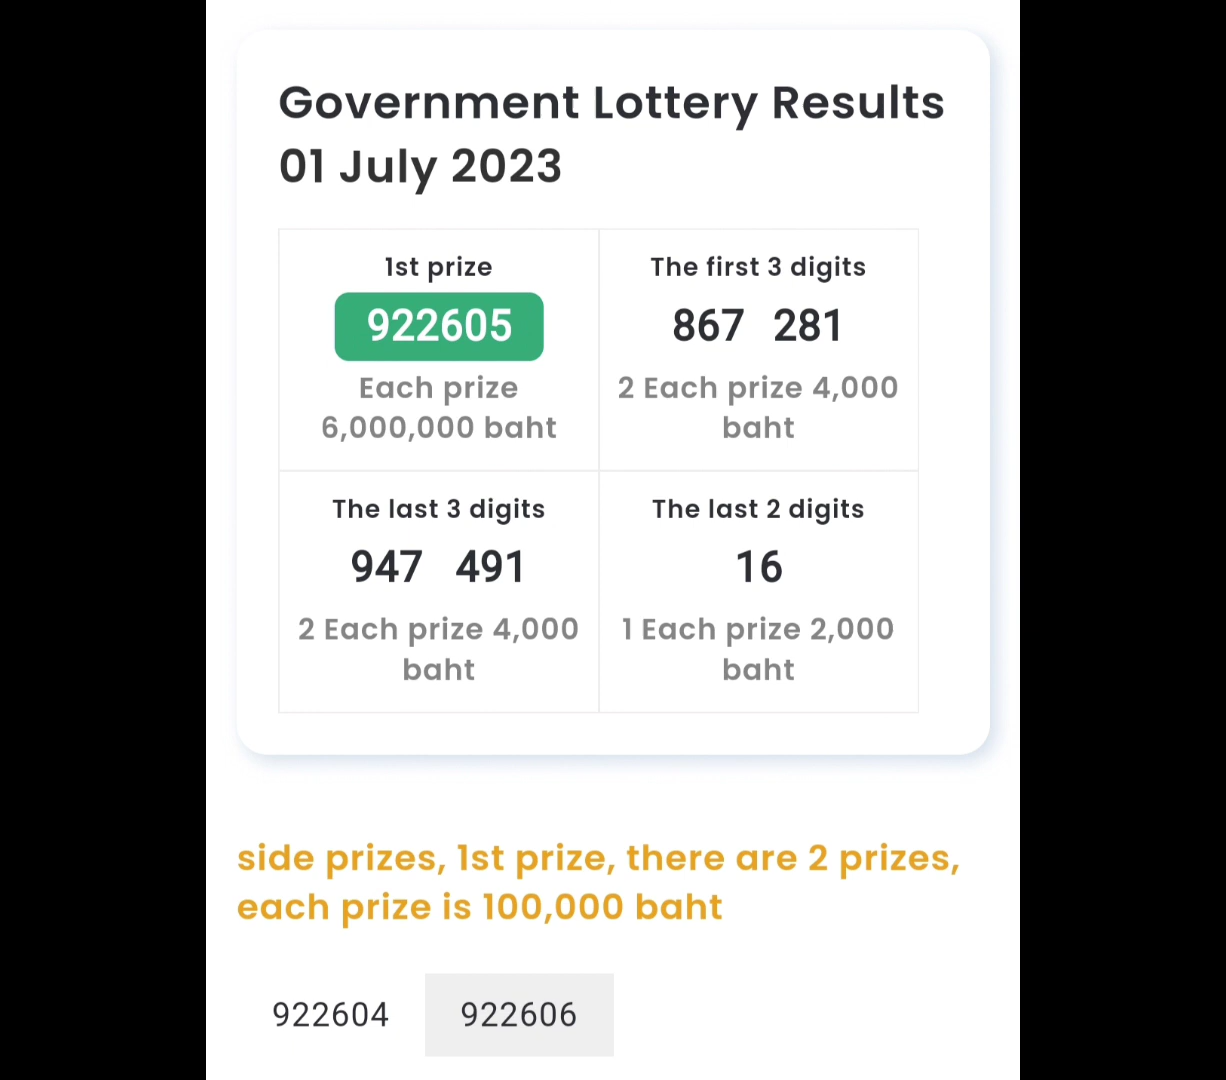 Government Lottery Results
01 July 2023
1st prize
922605
Each prize
6,000,000 baht
The first 3 digits
867 281
2 Each prize 4,000
baht
The last 3 digits
947 491
2 Each prize 4,000
baht
The last 2 digits
16
1 Each prize 2,000
baht
side prizes, 1st prize, there are 2 prizes,
each prize is 100,000 baht
922604 922606